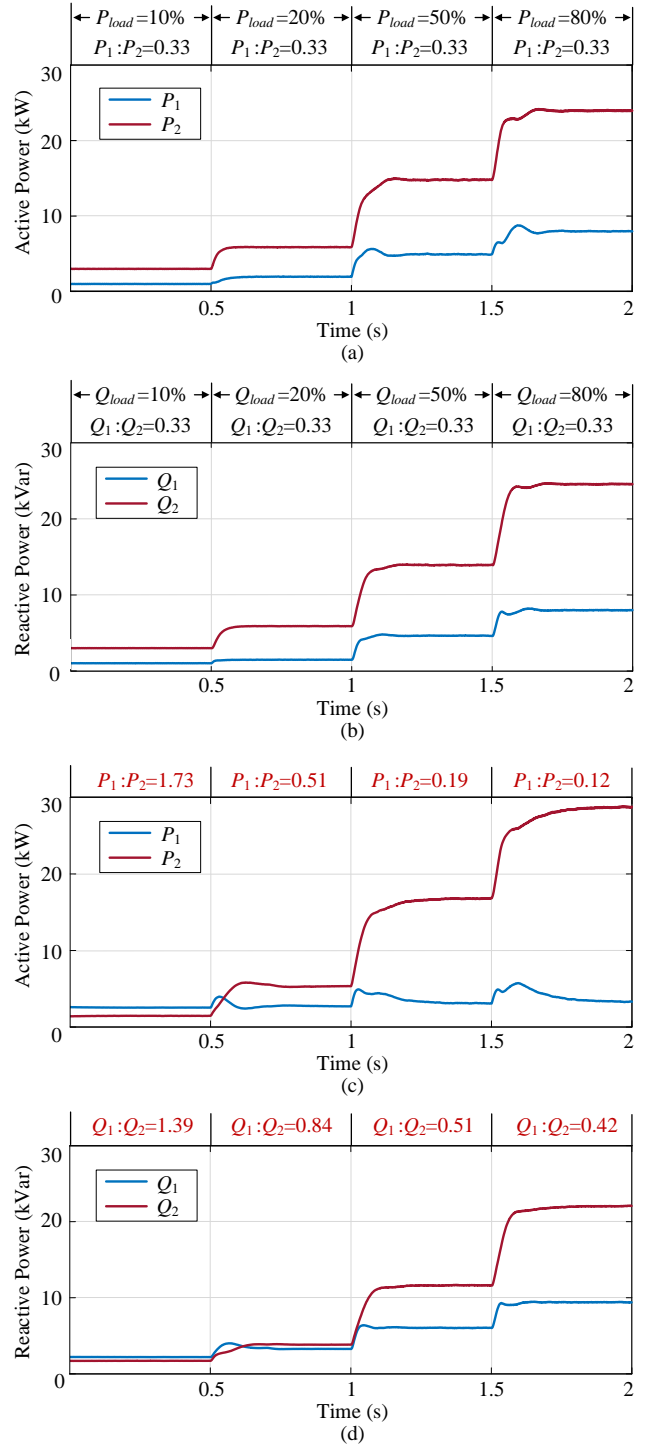 ← P_load=10% → ← P_load=20% → ← P_load=50% → ← P_load=80% →
P₁:P₂=0.33 P₁:P₂=0.33 P₁:P₂=0.33 P₁:P₂=0.33
30
20
10
0
Active Power (kW)
P₁
P₂
0.5 1 1.5 2
Time (s)
(a)
← Q_load=10% → ← Q_load=20% → ← Q_load=50% → ← Q_load=80% →
Q₁:Q₂=0.33 Q₁:Q₂=0.33 Q₁:Q₂=0.33 Q₁:Q₂=0.33
30
20
10
0
Reactive Power (kVar)
Q₁
Q₂
0.5 1 1.5 2
Time (s)
(b)
P₁:P₂=1.73 P₁:P₂=0.51 P₁:P₂=0.19 P₁:P₂=0.12
30
20
10
0
Active Power (kW)
P₁
P₂
0.5 1 1.5 2
Time (s)
(c)
Q₁:Q₂=1.39 Q₁:Q₂=0.84 Q₁:Q₂=0.51 Q₁:Q₂=0.42
30
20
10
0
Reactive Power (kVar)
Q₁
Q₂
0.5 1 1.5 2
Time (s)
(d)